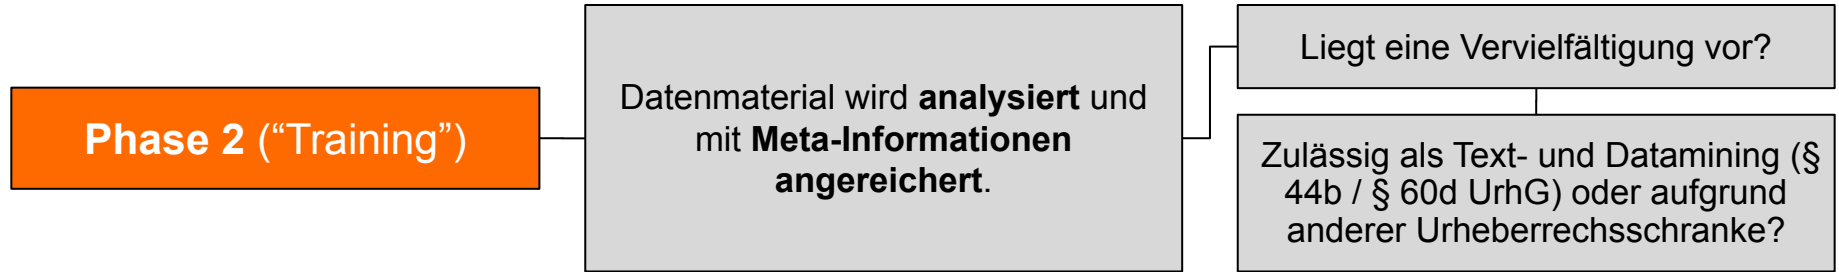 Phase 2 (“Training”)
Datenmaterial wird analysiert und
mit Meta-Informationen
angereichert.
Liegt eine Vervielfältigung vor?
Zulässig als Text- und Datamining (§
44b / § 60d UrhG) oder aufgrund
anderer Urheberrechsschranke?